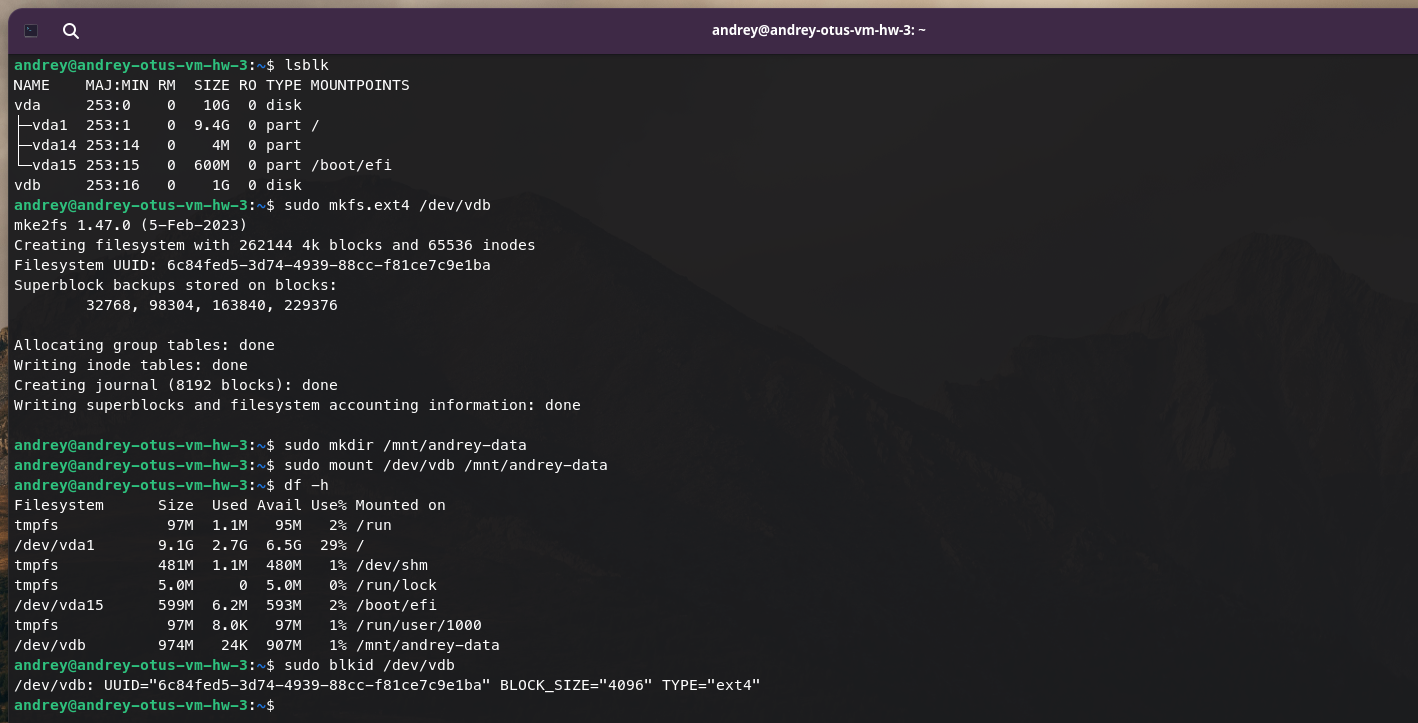 andrey@andrey-otus-vm-hw-3: ~
andrey@andrey-otus-vm-hw-3:~$ lsblk
NAME    MAJ:MIN RM  SIZE RO TYPE MOUNTPOINTS
vda     253:0    0   10G  0 disk
├─vda1  253:1    0  9.4G  0 part /
├─vda14 253:14   0    4M  0 part
└─vda15 253:15   0  600M  0 part /boot/efi
vdb     253:16   0    1G  0 disk
andrey@andrey-otus-vm-hw-3:~$ sudo mkfs.ext4 /dev/vdb
mke2fs 1.47.0 (5-Feb-2023)
Creating filesystem with 262144 4k blocks and 65536 inodes
Filesystem UUID: 6c84fed5-3d74-4939-88cc-f81ce7c9e1ba
Superblock backups stored on blocks:
        32768, 98304, 163840, 229376
Allocating group tables: done
Writing inode tables: done
Creating journal (8192 blocks): done
Writing superblocks and filesystem accounting information: done
andrey@andrey-otus-vm-hw-3:~$ sudo mkdir /mnt/andrey-data
andrey@andrey-otus-vm-hw-3:~$ sudo mount /dev/vdb /mnt/andrey-data
andrey@andrey-otus-vm-hw-3:~$ df -h
Filesystem      Size  Used Avail Use% Mounted on
tmpfs            97M  1.1M   95M   2% /run
/dev/vda1       9.1G  2.7G  6.5G  29% /
tmpfs           481M  1.1M  480M   1% /dev/shm
tmpfs           5.0M     0  5.0M   0% /run/lock
/dev/vda15      599M  6.2M  593M   2% /boot/efi
tmpfs            97M  8.0K   97M   1% /run/user/1000
/dev/vdb        974M   24K  907M   1% /mnt/andrey-data
andrey@andrey-otus-vm-hw-3:~$ sudo blkid /dev/vdb
/dev/vdb: UUID="6c84fed5-3d74-4939-88cc-f81ce7c9e1ba" BLOCK_SIZE="4096" TYPE="ext4"
andrey@andrey-otus-vm-hw-3:~$